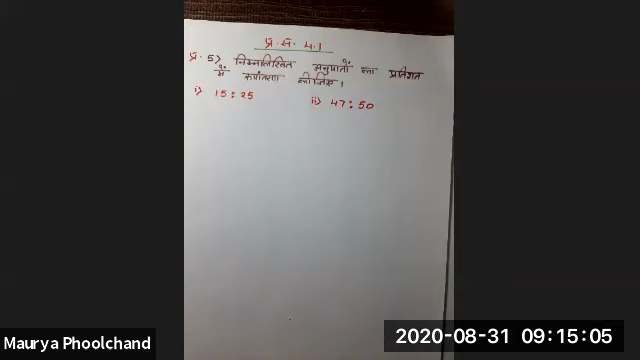 प्र. सं. 4.1
प्र. 5> निम्नलिखित अनुपातों का प्रतिशत
में रूपांतरण कीजिए।
i> 15 : 25 ii> 47 : 50
Maurya Phoolchand
2020-08-31 09:15:05